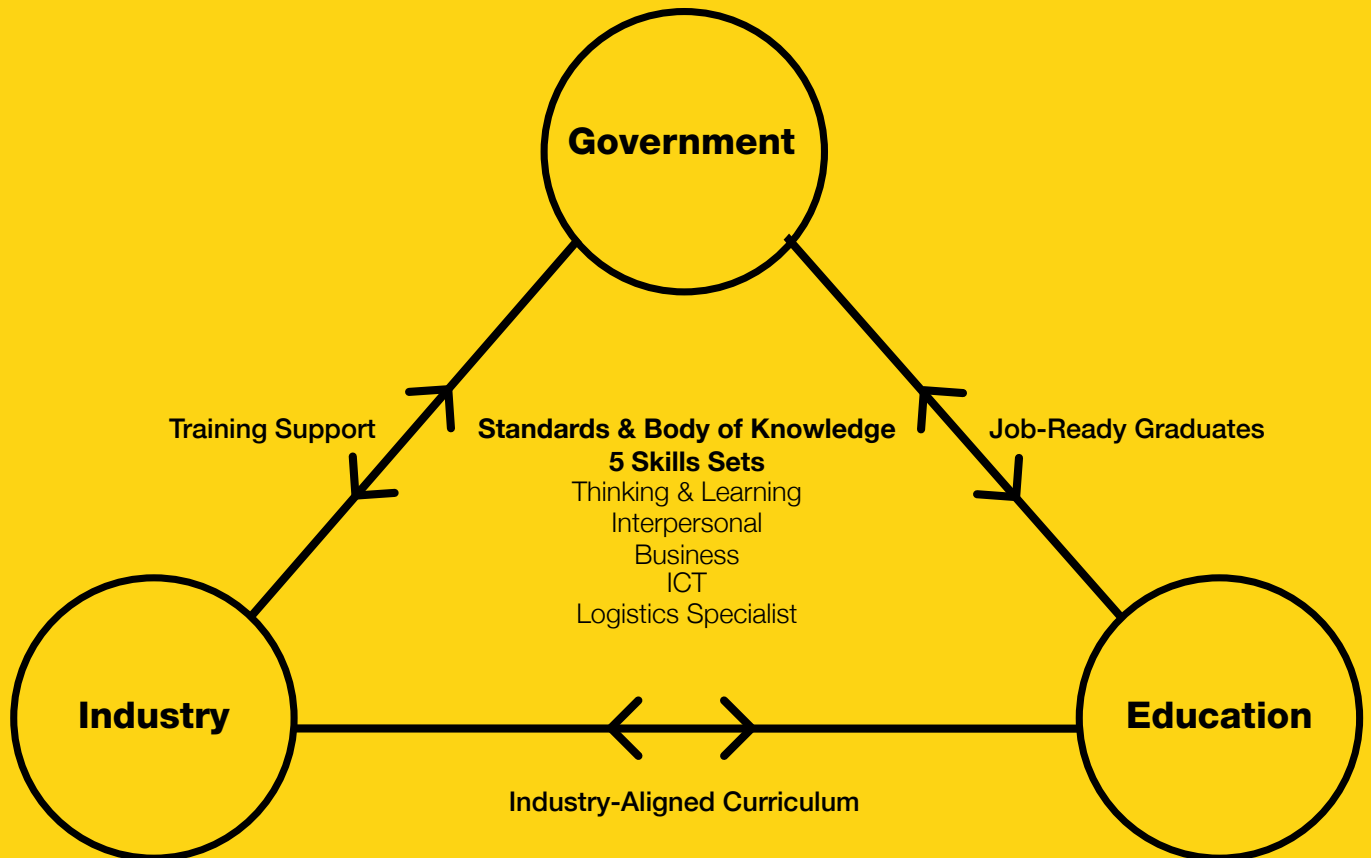 Government
Training Support
Standards & Body of Knowledge
5 Skills Sets
Thinking & Learning
Interpersonal
Business
ICT
Logistics Specialist
Job-Ready Graduates
Industry
Education
Industry-Aligned Curriculum